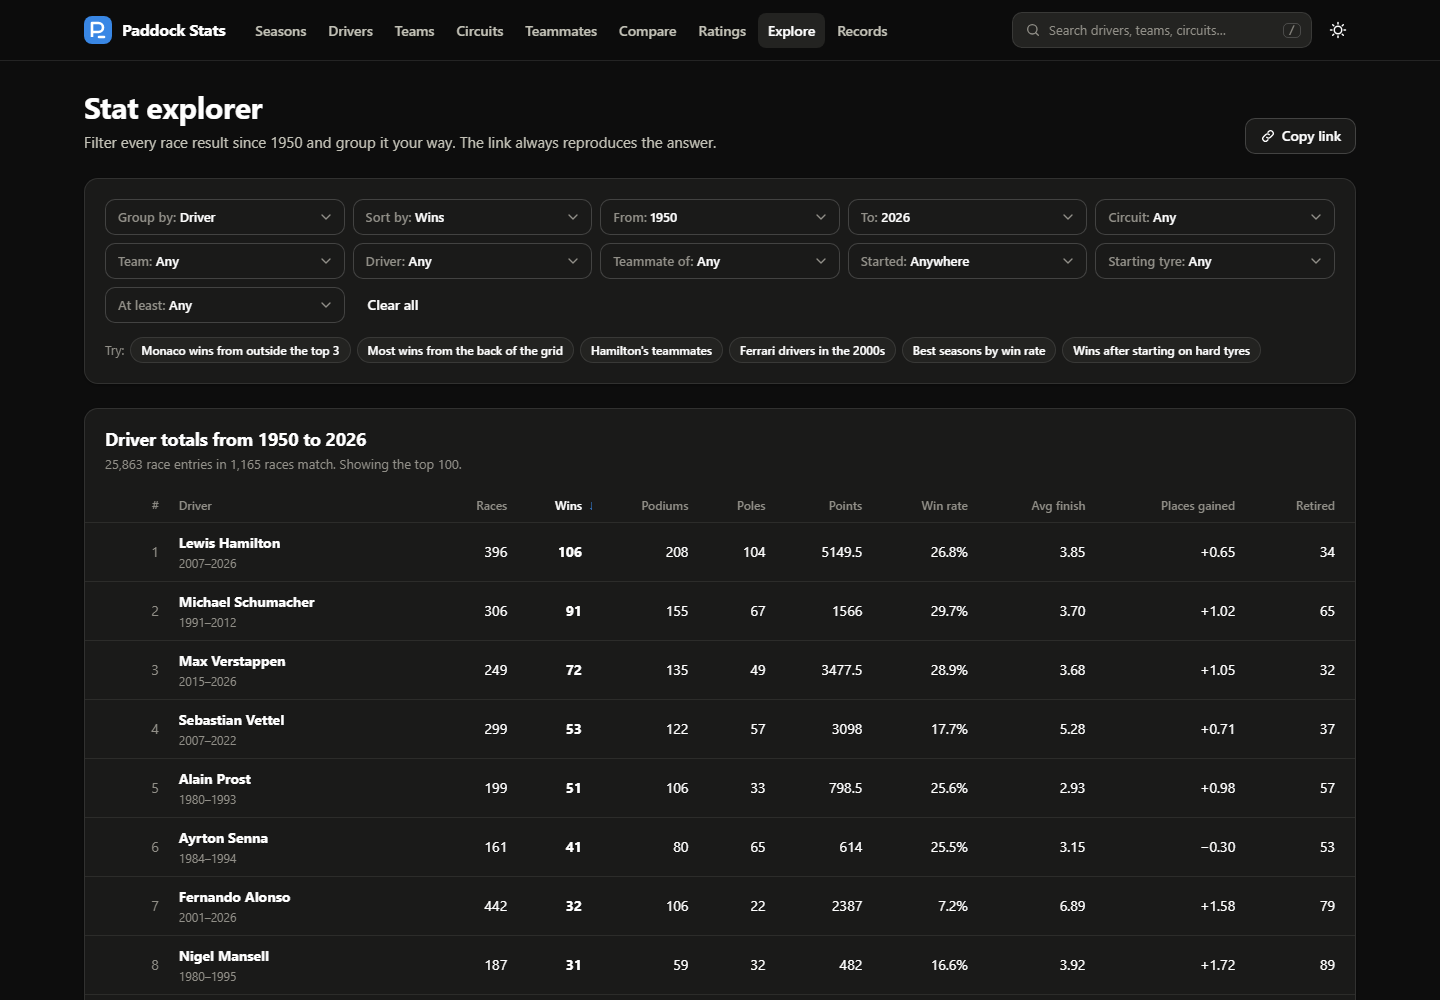 Paddock Stats Seasons Drivers Teams Circuits Teammates Compare Ratings Explore Records Search drivers, teams, circuits... /
Stat explorer
Filter every race result since 1950 and group it your way. The link always reproduces the answer.
Copy link
Group by: Driver Sort by: Wins From: 1950 To: 2026 Circuit: Any
Team: Any Driver: Any Teammate of: Any Started: Anywhere Starting tyre: Any
At least: Any Clear all
Try: Monaco wins from outside the top 3 Most wins from the back of the grid Hamilton's teammates Ferrari drivers in the 2000s Best seasons by win rate Wins after starting on hard tyres
Driver totals from 1950 to 2026
25,863 race entries in 1,165 races match. Showing the top 100.
# Driver Races Wins ↓ Podiums Poles Points Win rate Avg finish Places gained Retired
1 Lewis Hamilton 396 106 208 104 5149.5 26.8% 3.85 +0.65 34
2007–2026
2 Michael Schumacher 306 91 155 67 1566 29.7% 3.70 +1.02 65
1991–2012
3 Max Verstappen 249 72 135 49 3477.5 28.9% 3.68 +1.05 32
2015–2026
4 Sebastian Vettel 299 53 122 57 3098 17.7% 5.28 +0.71 37
2007–2022
5 Alain Prost 199 51 106 33 798.5 25.6% 2.93 +0.98 57
1980–1993
6 Ayrton Senna 161 41 80 65 614 25.5% 3.15 −0.30 53
1984–1994
7 Fernando Alonso 442 32 106 22 2387 7.2% 6.89 +1.58 79
2001–2026
8 Nigel Mansell 187 31 59 32 482 16.6% 3.92 +1.72 89
1980–1995